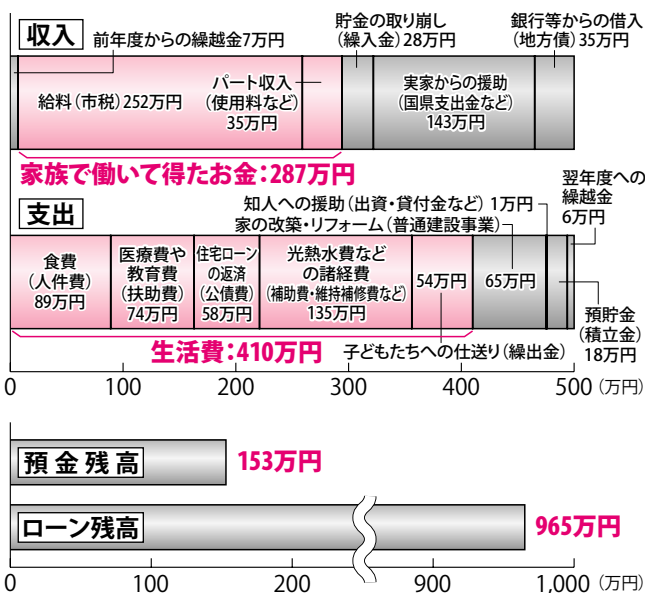 収入
前年度からの繰越金7万円
貯金の取り崩し
(繰入金)28万円
銀行等からの借入
(地方債)35万円
給料(市税)252万円
パート収入
(使用料など)
35万円
実家からの援助
(国県支出金など)
143万円
家族で働いて得たお金:287万円
支出
知人への援助(出資・貸付金など)1万円
家の改築・リフォーム(普通建設事業)
翌年度への
繰越金
6万円
食費
(人件費)
89万円
医療費や
教育費
(扶助費)
74万円
住宅ローン
の返済
(公債費)
58万円
光熱水費など
の諸経費
(補助費・維持補修費など)
135万円
54万円
65万円
預貯金
(積立金)
18万円
生活費:410万円
子どもたちへの仕送り(繰出金)
0 100 200 300 400 500 (万円)
預金残高
153万円
ローン残高
965万円
0 100 200 900 1,000 (万円)